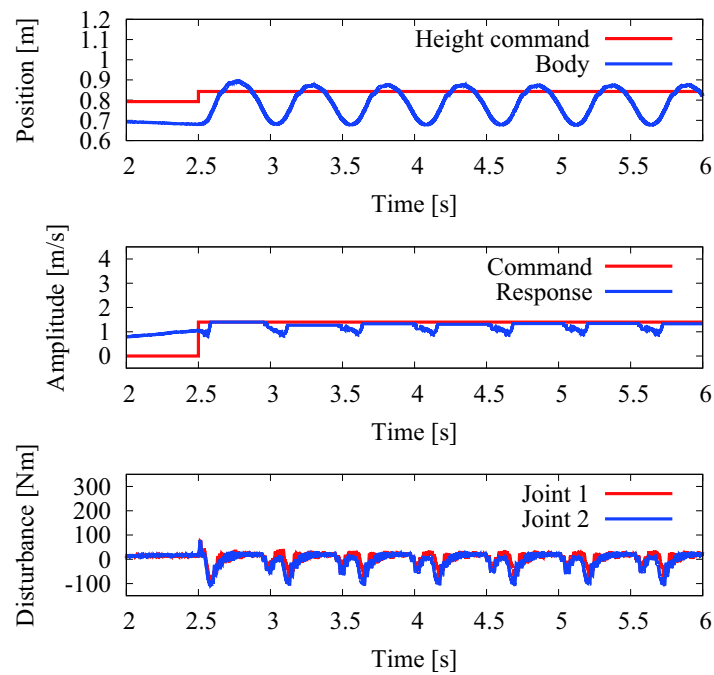 Position [m]
1.2
1.1
1
0.9
0.8
0.7
0.6
Height command
Body
2 2.5 3 3.5 4 4.5 5 5.5 6
Time [s]
Amplitude [m/s]
4
3
2
1
0
Command
Response
2 2.5 3 3.5 4 4.5 5 5.5 6
Time [s]
Disturbance [Nm]
300
200
100
0
-100
Joint 1
Joint 2
2 2.5 3 3.5 4 4.5 5 5.5 6
Time [s]